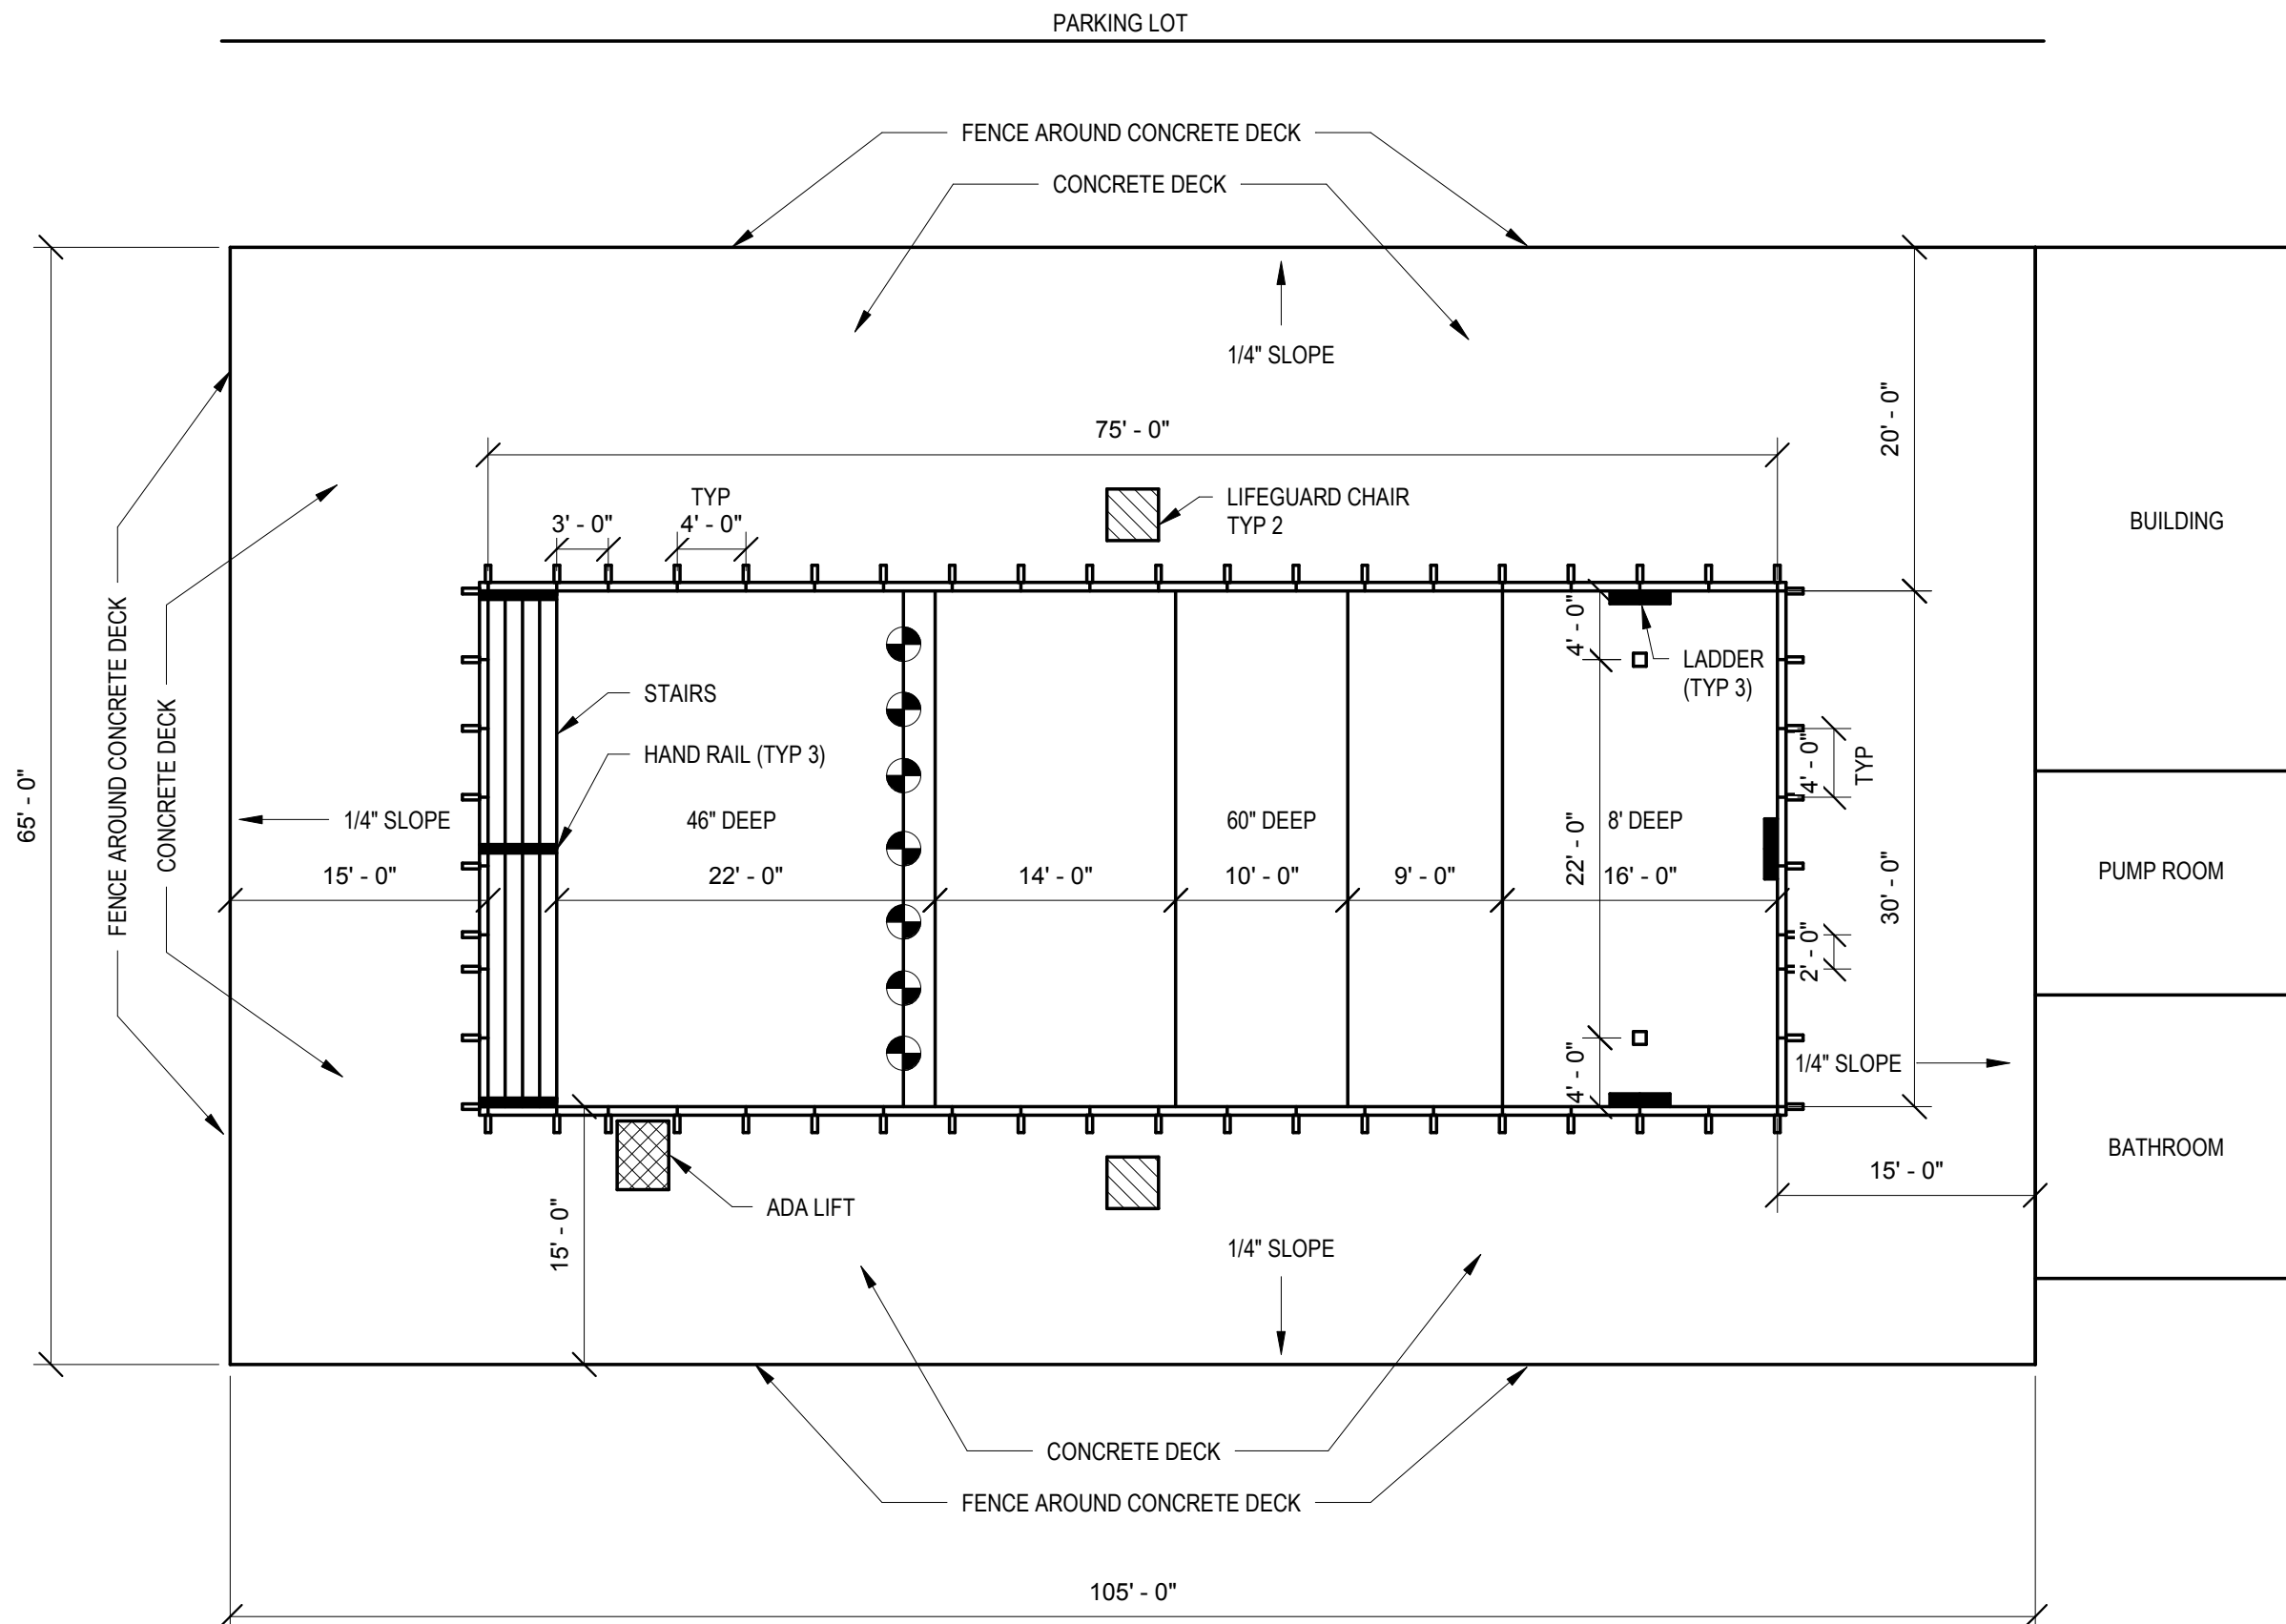 PARKING LOT
FENCE AROUND CONCRETE DECK
CONCRETE DECK
1/4" SLOPE
20' - 0"
75' - 0"
TYP
3' - 0"
4' - 0"
LIFEGUARD CHAIR
TYP 2
BUILDING
4' - 0"
LADDER
(TYP 3)
STAIRS
HAND RAIL (TYP 3)
4' - 0"
TYP
65' - 0"
FENCE AROUND CONCRETE DECK
CONCRETE DECK
1/4" SLOPE
46" DEEP
60" DEEP
8' DEEP
15' - 0"
22' - 0"
14' - 0"
10' - 0"
9' - 0"
22' - 0"
16' - 0"
30' - 0"
PUMP ROOM
2' - 0"
4' - 0"
1/4" SLOPE
BATHROOM
15' - 0"
ADA LIFT
15' - 0"
1/4" SLOPE
CONCRETE DECK
FENCE AROUND CONCRETE DECK
105' - 0"